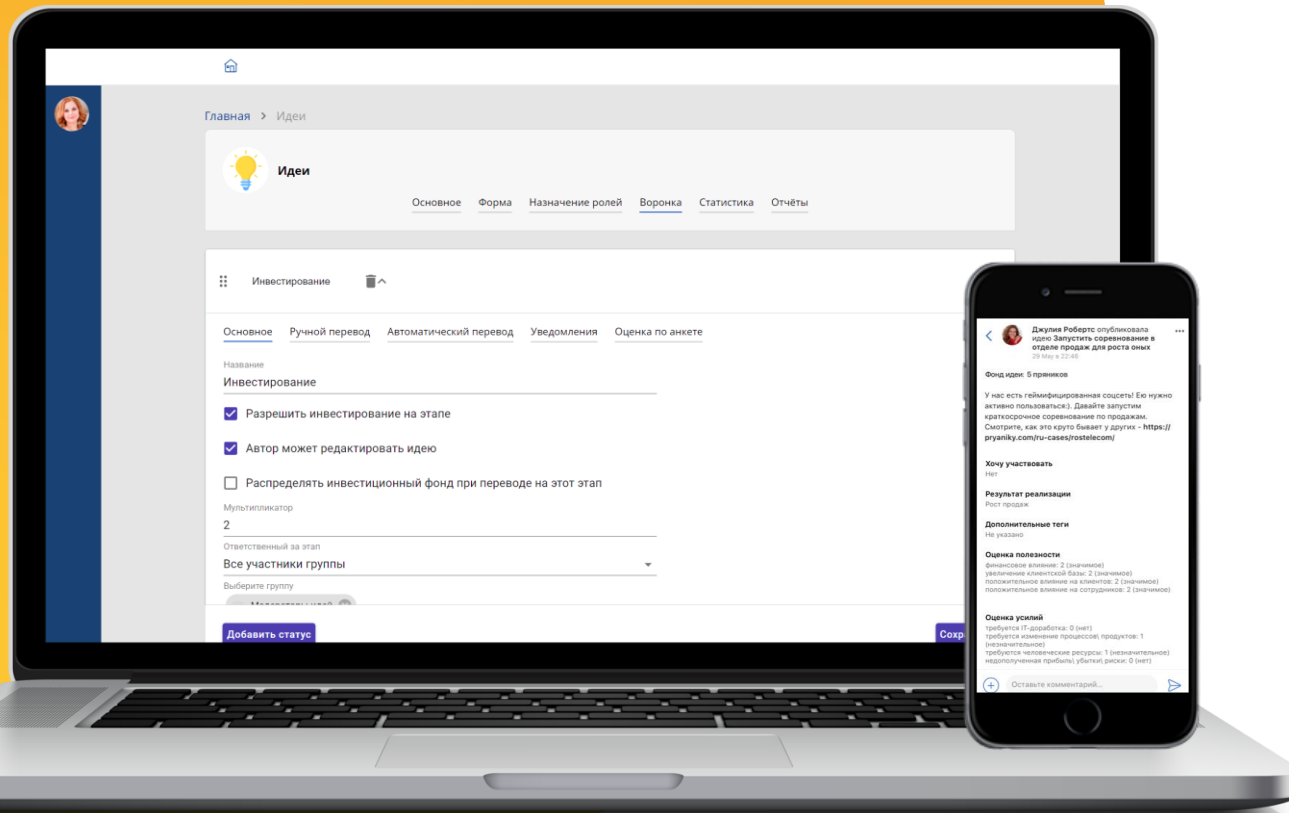 Главная > Идеи
Идеи
Основное Форма Назначение ролей Воронка Статистика Отчёты
Инвестирование
Основное Ручной перевод Автоматический перевод Уведомления Оценка по анкете
Название
Инвестирование
Разрешить инвестирование на этапе
Автор может редактировать идею
Распределять инвестиционный фонд при переводе на этот этап
Мультипликатор
2
Ответственный за этап
Все участники группы
Выберите группу
Добавить статус
Джулия Робертс опубликовала
идею Запустить соревнование в
отделе продаж для роста оных
29 May в 22:46
Фонд идеи: 5 пряников
У нас есть геймифицированная соцсеть! Ею нужно
активно пользоваться:). Давайте запустим
краткосрочное соревнование по продажам.
Смотрите, как это круто бывает у других - https://
pryaniky.com/ru-cases/rostelecom/
Хочу участвовать
Нет
Результат реализации
Рост продаж
Дополнительные теги
Не указано
Оценка полезности
финансовое влияние: 2 (значимое)
увеличение клиентской базы: 2 (значимое)
положительное влияние на клиентов: 2 (значимое)
положительное влияние на сотрудников: 2 (значимое)
Оценка усилий
требуется IT-доработка: 0 (нет)
требуется изменение процессов\ продуктов: 1
(незначительное)
требуются человеческие ресурсы: 1 (незначительное)
недополученная прибыль\ убытки\ риски: 0 (нет)
Оставьте комментарий...